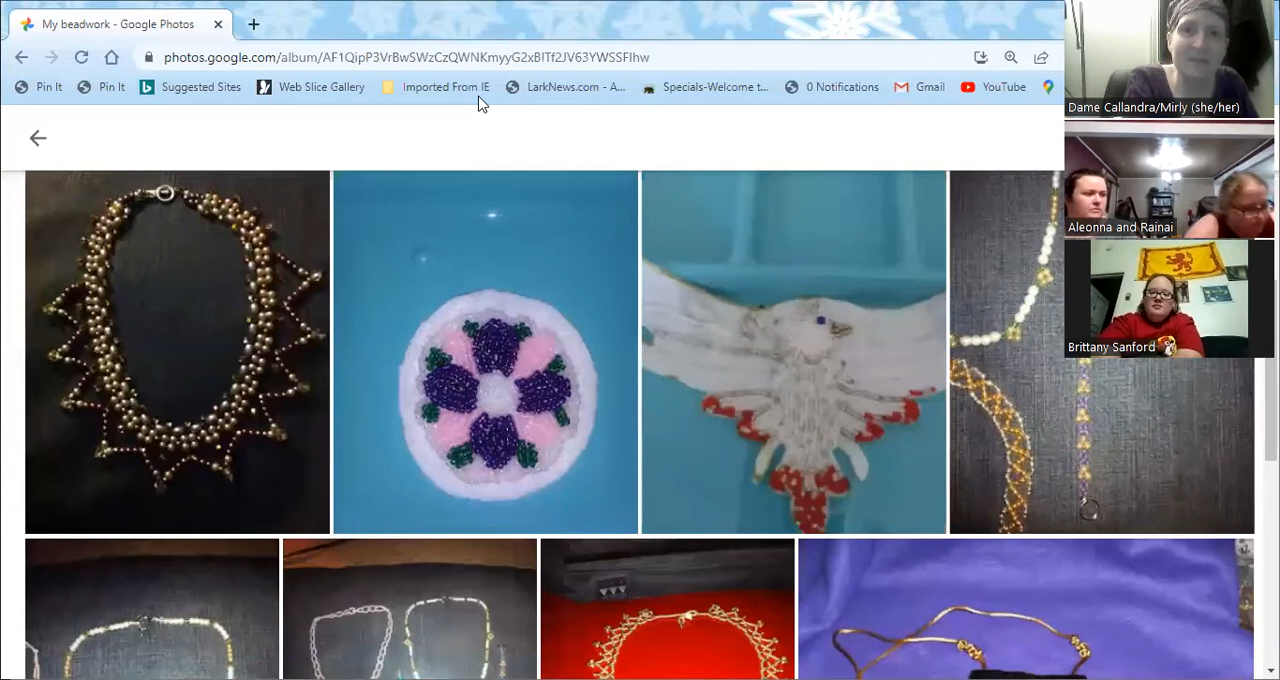 My beadwork - Google Photos
photos.google.com/album/AF1QipP3VrBwSWzCzQWNKmyyG2xBITf2JV63YWSSFIhw
Pin It
Pin It
Suggested Sites
Web Slice Gallery
Imported From IE
LarkNews.com - A...
Specials-Welcome t...
0 Notifications
Gmail
YouTube
Dame Callandra/Mirly (she/her)
Aleonna and Rainai
Brittany Sanford